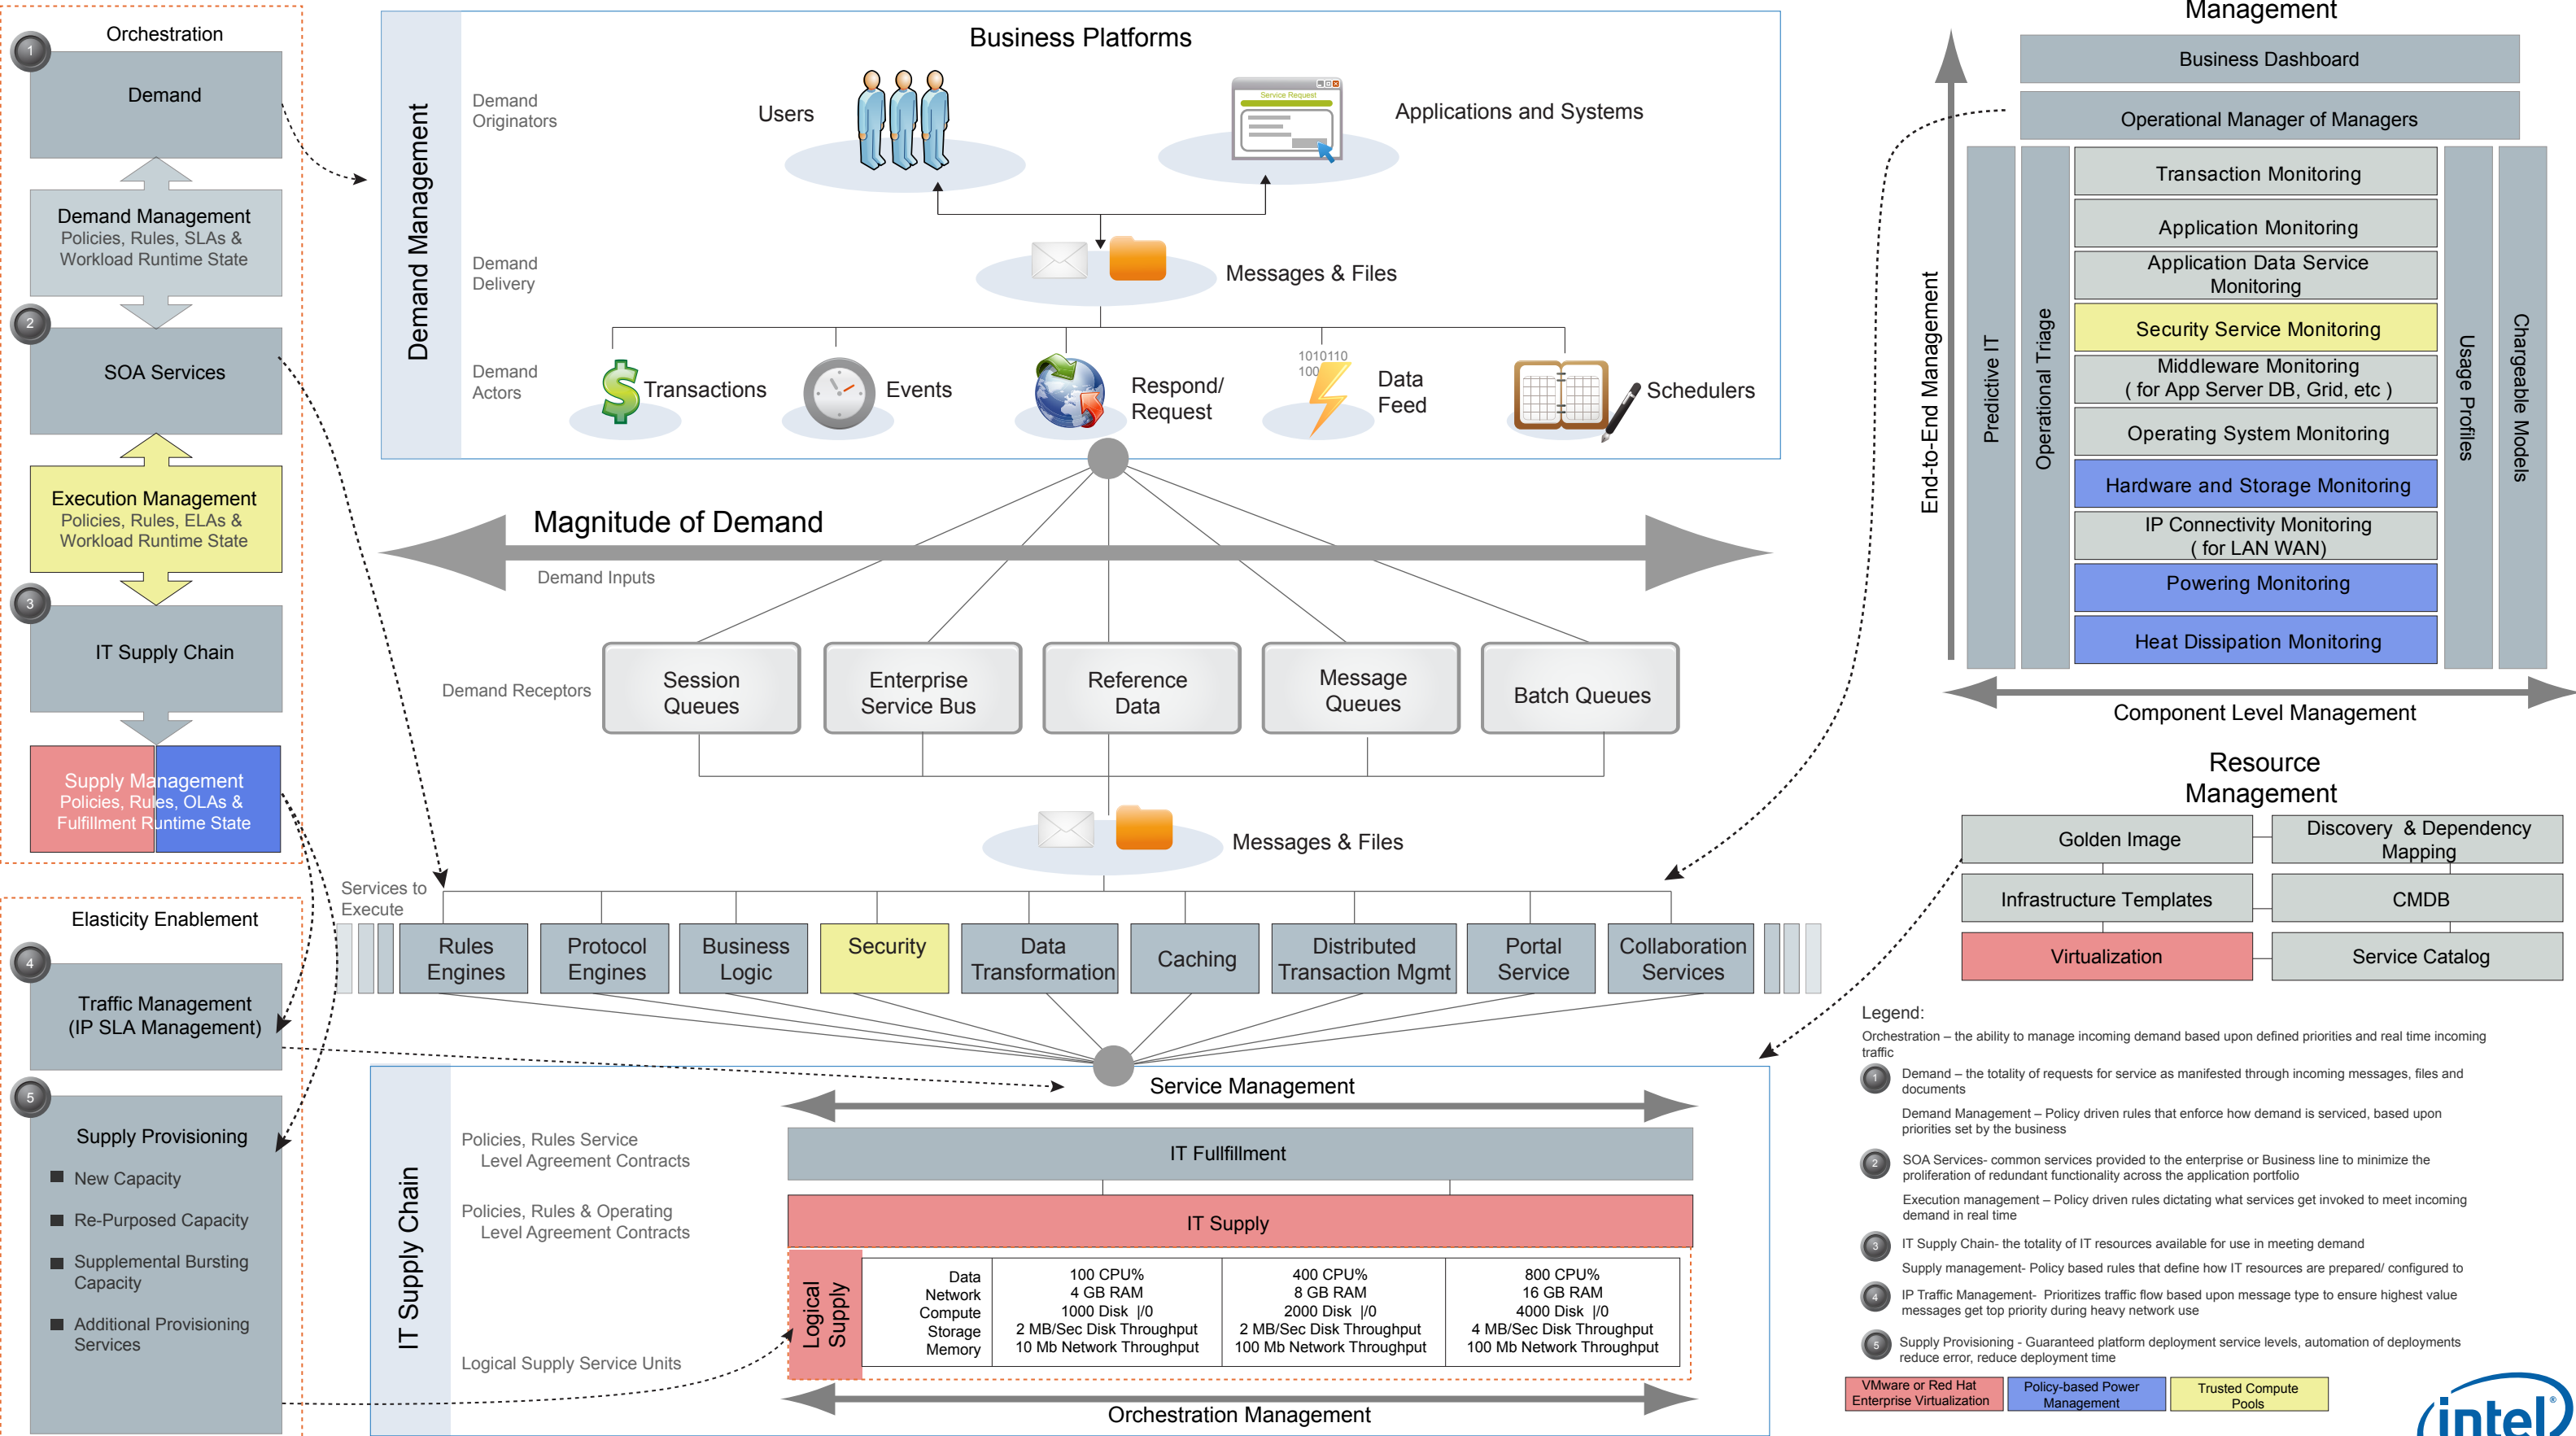 Orchestration
1
Demand
Demand Management
Policies, Rules, SLAs &
Workload Runtime State
2
SOA Services
Execution Management
Policies, Rules, ELAs &
Workload Runtime State
3
IT Supply Chain
Supply Management
Policies, Rules, OLAs &
Fulfillment Runtime State
Elasticity Enablement
4
Traffic Management
(IP SLA Management)
5
Supply Provisioning
New Capacity
Re-Purposed Capacity
Supplemental Bursting
Capacity
Additional Provisioning
Services
Demand Management
Business Platforms
Demand
Originators
Users
Service Request
Applications and Systems
Demand
Delivery
Messages & Files
Demand
Actors
Transactions
Events
Respond/
Request
1010110
100
Data
Feed
Schedulers
Magnitude of Demand
Demand Inputs
Demand Receptors
Session
Queues
Enterprise
Service Bus
Reference
Data
Message
Queues
Batch Queues
Messages & Files
Services to
Execute
Rules
Engines
Protocol
Engines
Business
Logic
Security
Data
Transformation
Caching
Distributed
Transaction Mgmt
Portal
Service
Collaboration
Services
IT Supply Chain
Service Management
Policies, Rules Service
Level Agreement Contracts
IT Fullfillment
Policies, Rules & Operating
Level Agreement Contracts
IT Supply
Logical Supply Service Units
Logical
Supply
Data
Network
Compute
Storage
Memory
100 CPU%
4 GB RAM
1000 Disk |/0
2 MB/Sec Disk Throughput
10 Mb Network Throughput
400 CPU%
8 GB RAM
2000 Disk |/0
2 MB/Sec Disk Throughput
100 Mb Network Throughput
800 CPU%
16 GB RAM
4000 Disk |/0
4 MB/Sec Disk Throughput
100 Mb Network Throughput
Orchestration Management
Management
Business Dashboard
Operational Manager of Managers
End-to-End Management
Predictive IT
Operational Triage
Transaction Monitoring
Application Monitoring
Application Data Service
Monitoring
Security Service Monitoring
Middleware Monitoring
( for App Server DB, Grid, etc )
Operating System Monitoring
Hardware and Storage Monitoring
IP Connectivity Monitoring
( for LAN WAN)
Powering Monitoring
Heat Dissipation Monitoring
Usage Profiles
Chargeable Models
Component Level Management
Resource
Management
Golden Image
Discovery & Dependency
Mapping
Infrastructure Templates
CMDB
Virtualization
Service Catalog
Legend:
Orchestration – the ability to manage incoming demand based upon defined priorities and real time incoming
traffic
1
Demand – the totality of requests for service as manifested through incoming messages, files and
documents
Demand Management – Policy driven rules that enforce how demand is serviced, based upon
priorities set by the business
2
SOA Services- common services provided to the enterprise or Business line to minimize the
proliferation of redundant functionality across the application portfolio
Execution management – Policy driven rules dictating what services get invoked to meet incoming
demand in real time
3
IT Supply Chain- the totality of IT resources available for use in meeting demand
Supply management- Policy based rules that define how IT resources are prepared/ configured to
4
IP Traffic Management- Prioritizes traffic flow based upon message type to ensure highest value
messages get top priority during heavy network use
5
Supply Provisioning - Guaranteed platform deployment service levels, automation of deployments
reduce error, reduce deployment time
VMware or Red Hat
Enterprise Virtualization
Policy-based Power
Management
Trusted Compute
Pools
intel®